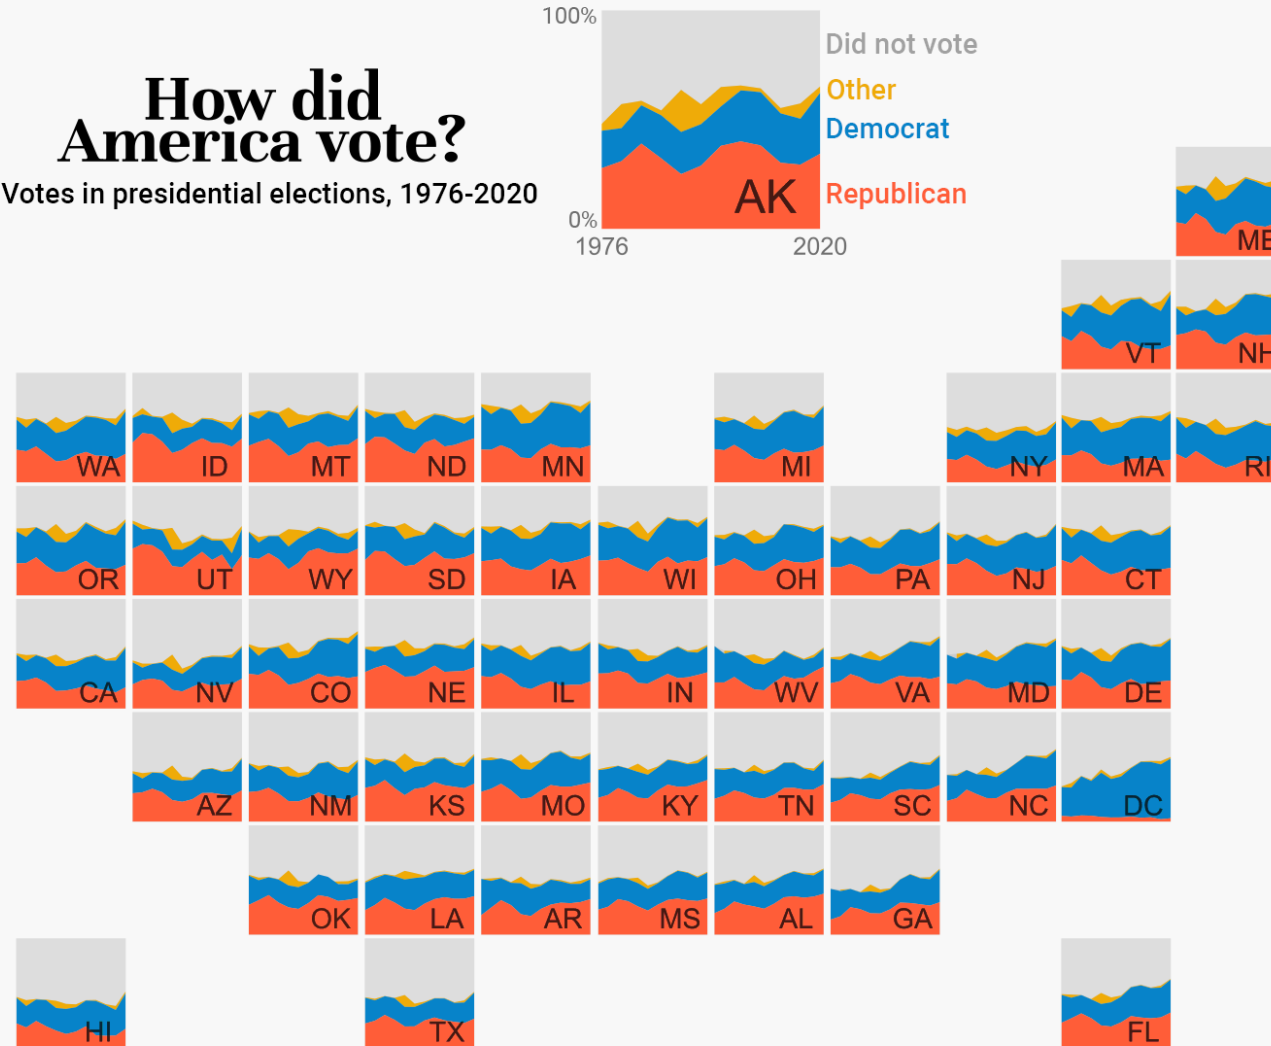 100%
Did not vote
Other
How did
Democrat
America vote?
Votes in presidential elections, 1976-2020
AK
Republican
0%
1976
2020
ME
VT
NH
WA
ID
MT
ND
MN
MI
NY
MA
RI
OR
UT
WY
SD
IA
WI
OH
PA
NJ
CT
CA
NV
CO
NE
IL
IN
WV
VA
MD
DE
AZ
NM
KS
MO
KY
TN
SC
NC
DC
OK
LA
AR
MS
AL
GA
HI
TX
FL